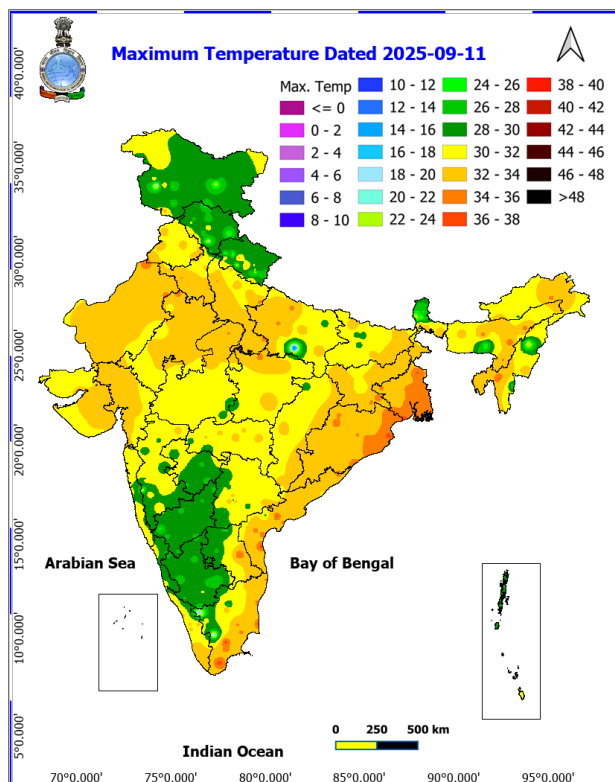 Maximum Temperature Dated 2025-09-11
Max. Temp
<= 0
0 - 2
2 - 4
4 - 6
6 - 8
8 - 10
10 - 12
12 - 14
14 - 16
16 - 18
18 - 20
20 - 22
22 - 24
24 - 26
26 - 28
28 - 30
30 - 32
32 - 34
34 - 36
36 - 38
38 - 40
40 - 42
42 - 44
44 - 46
46 - 48
>48
40°0.000'
35°0.000'
30°0.000'
25°0.000'
20°0.000'
15°0.000'
10°0.000'
5°0.000'
Arabian Sea
Bay of Bengal
0 250 500 km
Indian Ocean
70°0.000' 75°0.000' 80°0.000' 85°0.000' 90°0.000' 95°0.000'